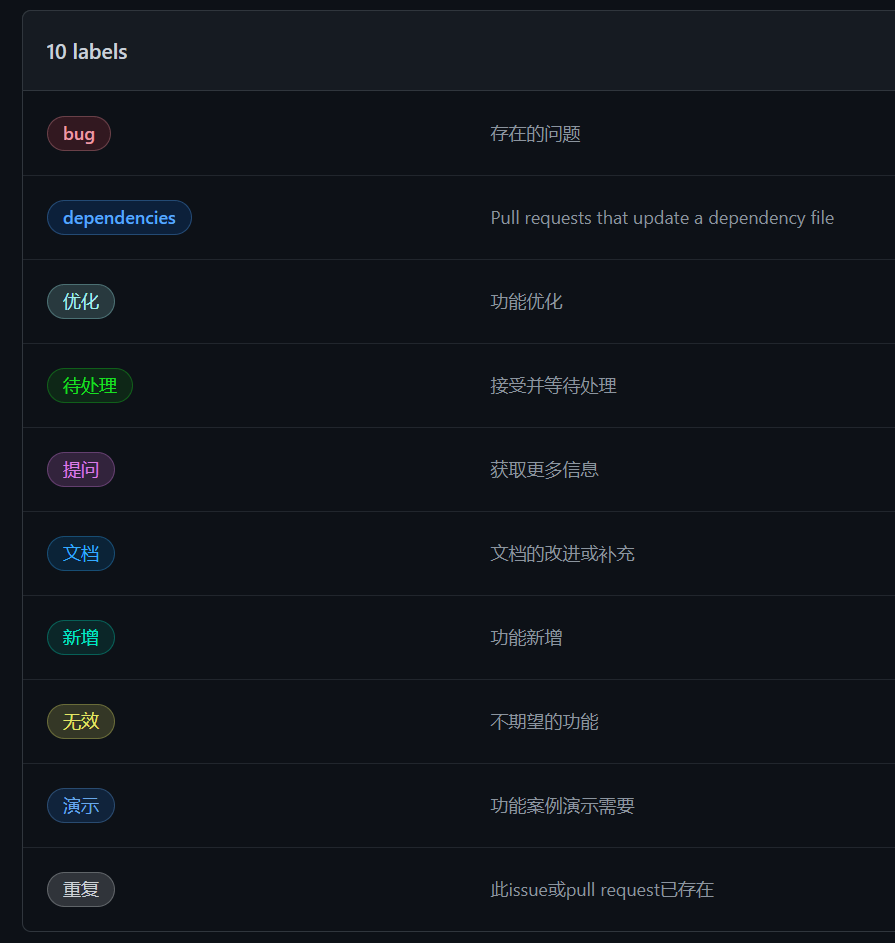 10 labels
bug 存在的问题
dependencies Pull requests that update a dependency file
优化 功能优化
待处理 接受并等待处理
提问 获取更多信息
文档 文档的改进或补充
新增 功能新增
无效 不期望的功能
演示 功能案例演示需要
重复 此issue或pull request已存在